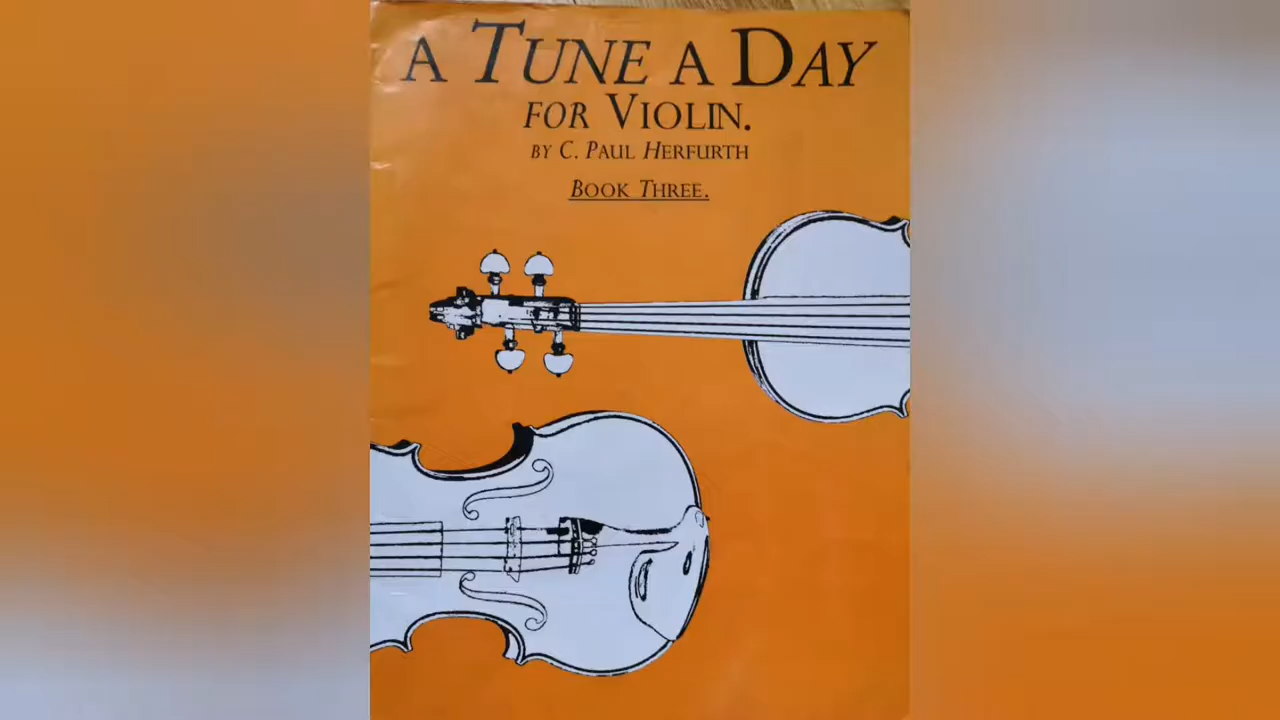 A TUNE A DAY
FOR VIOLIN.
BY C. PAUL HERFURTH
BOOK THREE.